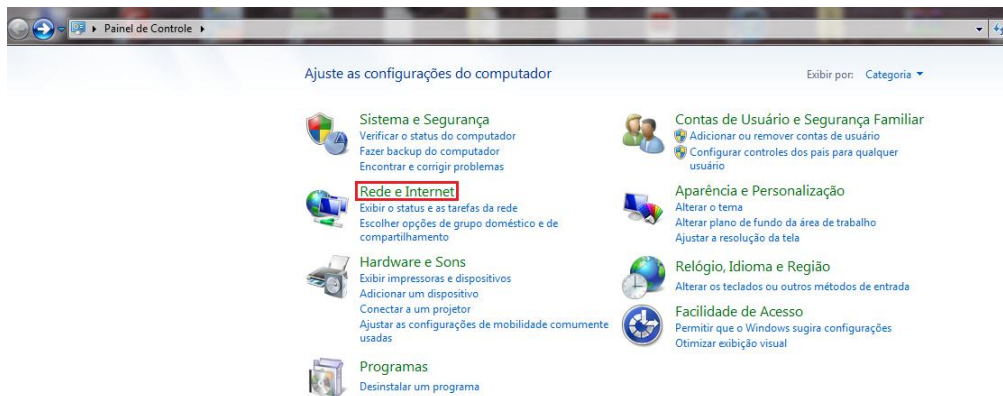 Painel de Controle
Ajuste as configurações do computador
Exibir por: Categoria
Sistema e Segurança
Verificar o status do computador
Fazer backup do computador
Encontrar e corrigir problemas
Rede e Internet
Exibir o status e as tarefas da rede
Escolher opções de grupo doméstico e de
compartilhamento
Hardware e Sons
Exibir impressoras e dispositivos
Adicionar um dispositivo
Conectar a um projetor
Ajustar as configurações de mobilidade comumente
usadas
Programas
Desinstalar um programa
Contas de Usuário e Segurança Familiar
Adicionar ou remover contas de usuário
Configurar controles dos pais para qualquer
usuário
Aparência e Personalização
Alterar o tema
Alterar plano de fundo da área de trabalho
Ajustar a resolução da tela
Relógio, Idioma e Região
Alterar os teclados ou outros métodos de entrada
Facilidade de Acesso
Permitir que o Windows sugira configurações
Otimizar exibição visual